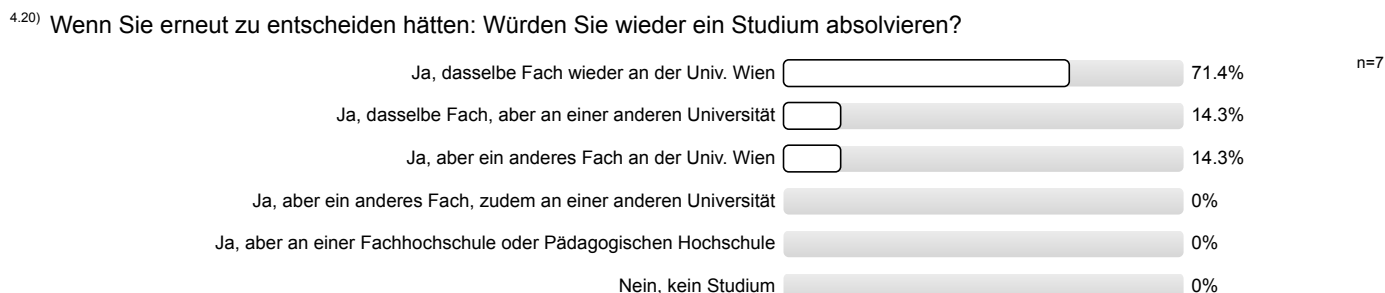 4.20) Wenn Sie erneut zu entscheiden hätten: Würden Sie wieder ein Studium absolvieren?
Ja, dasselbe Fach wieder an der Univ. Wien 71.4% n=7
Ja, dasselbe Fach, aber an einer anderen Universität 14.3%
Ja, aber ein anderes Fach an der Univ. Wien 14.3%
Ja, aber ein anderes Fach, zudem an einer anderen Universität 0%
Ja, aber an einer Fachhochschule oder Pädagogischen Hochschule 0%
Nein, kein Studium 0%